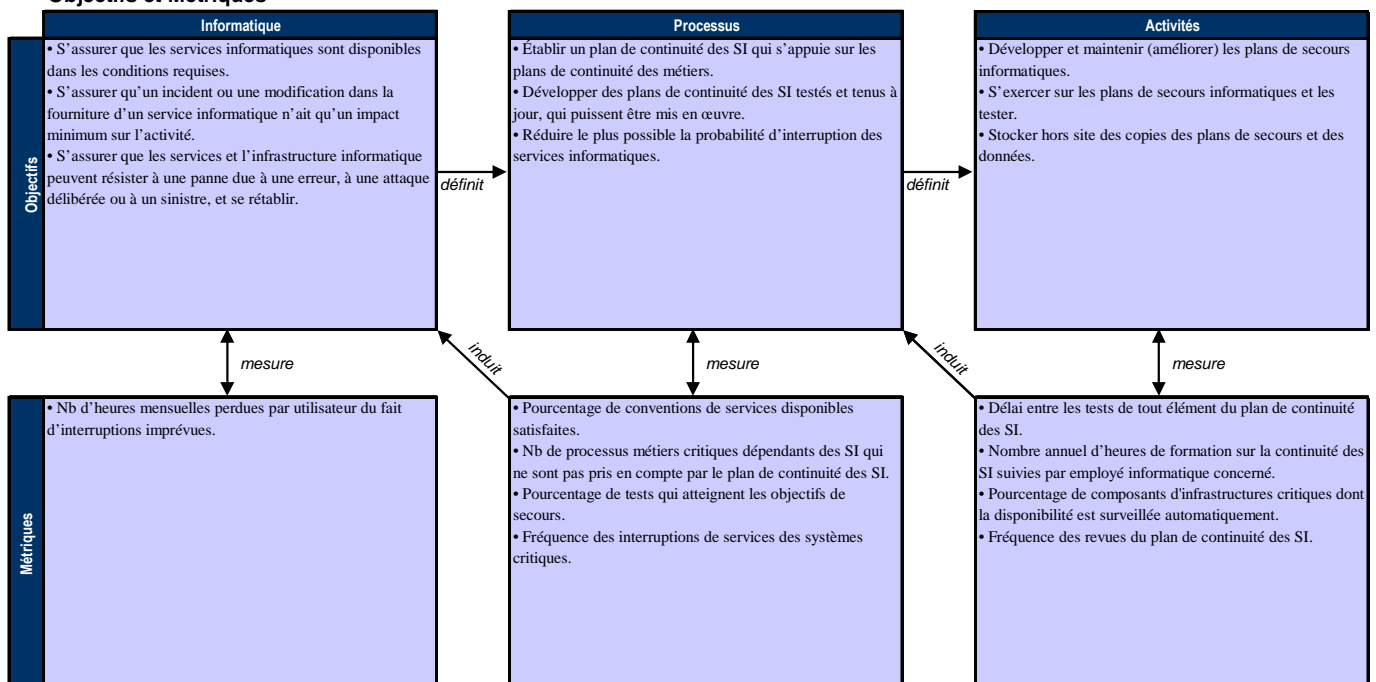 Objectifs et Métriques
Informatique
Processus
Activités
Objectifs
• S’assurer que les services informatiques sont disponibles
dans les conditions requises.
• S’assurer qu’un incident ou une modification dans la
fourniture d’un service informatique n’ait qu’un impact
minimum sur l’activité.
• S’assurer que les services et l’infrastructure informatique
peuvent résister à une panne due à une erreur, à une attaque
délibérée ou à un sinistre, et se rétablir.
définit
• Établir un plan de continuité des SI qui s’appuie sur les
plans de continuité des métiers.
• Développer des plans de continuité des SI testés et tenus à
jour, qui puissent être mis en œuvre.
• Réduire le plus possible la probabilité d’interruption des
services informatiques.
définit
• Développer et maintenir (améliorer) les plans de secours
informatiques.
• S’exercer sur les plans de secours informatiques et les
tester.
• Stocker hors site des copies des plans de secours et des
données.
mesure
induit
mesure
induit
mesure
Métriques
• Nb d’heures mensuelles perdues par utilisateur du fait
d’interruptions imprévues.
• Pourcentage de conventions de services disponibles
satisfaites.
• Nb de processus métiers critiques dépendants des SI qui
ne sont pas pris en compte par le plan de continuité des SI.
• Pourcentage de tests qui atteignent les objectifs de
secours.
• Fréquence des interruptions de services des systèmes
critiques.
• Délai entre les tests de tout élément du plan de continuité
des SI.
• Nombre annuel d’heures de formation sur la continuité des
SI suivies par employé informatique concerné.
• Pourcentage de composants d'infrastructures critiques dont
la disponibilité est surveillée automatiquement.
• Fréquence des revues du plan de continuité des SI.